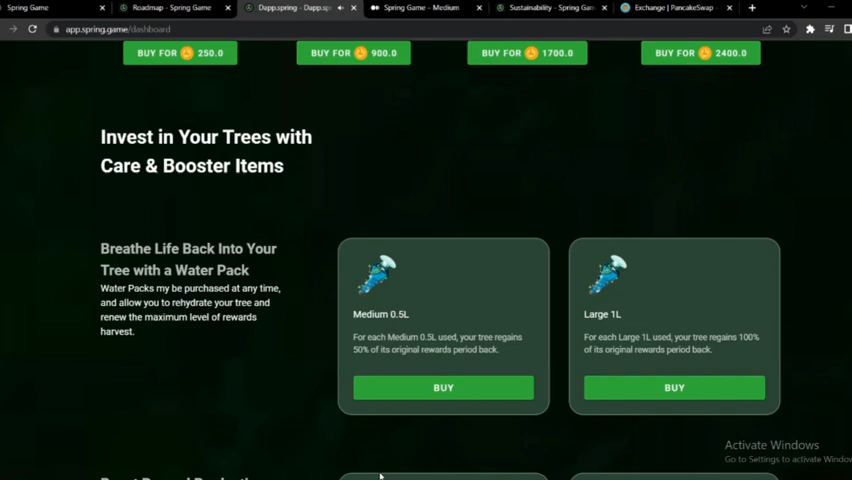 Spring Game
Roadmap - Spring Game
Dapp.spring - Dapp.sp
Spring Game – Medium
Sustainability - Spring Gam
Exchange | PancakeSwap -
app.spring.game/dashboard
BUY FOR 250.0
BUY FOR 900.0
BUY FOR 1700.0
BUY FOR 2400.0
Invest in Your Trees with
Care & Booster Items
Breathe Life Back Into Your
Tree with a Water Pack
Water Packs my be purchased at any time,
and allow you to rehydrate your tree and
renew the maximum level of rewards
harvest.
Medium 0.5L
For each Medium 0.5L used, your tree regains
50% of its original rewards period back.
BUY
Large 1L
For each Large 1L used, your tree regains 100%
of its original rewards period back.
BUY
Activate Windows
Go to Settings to activate Window